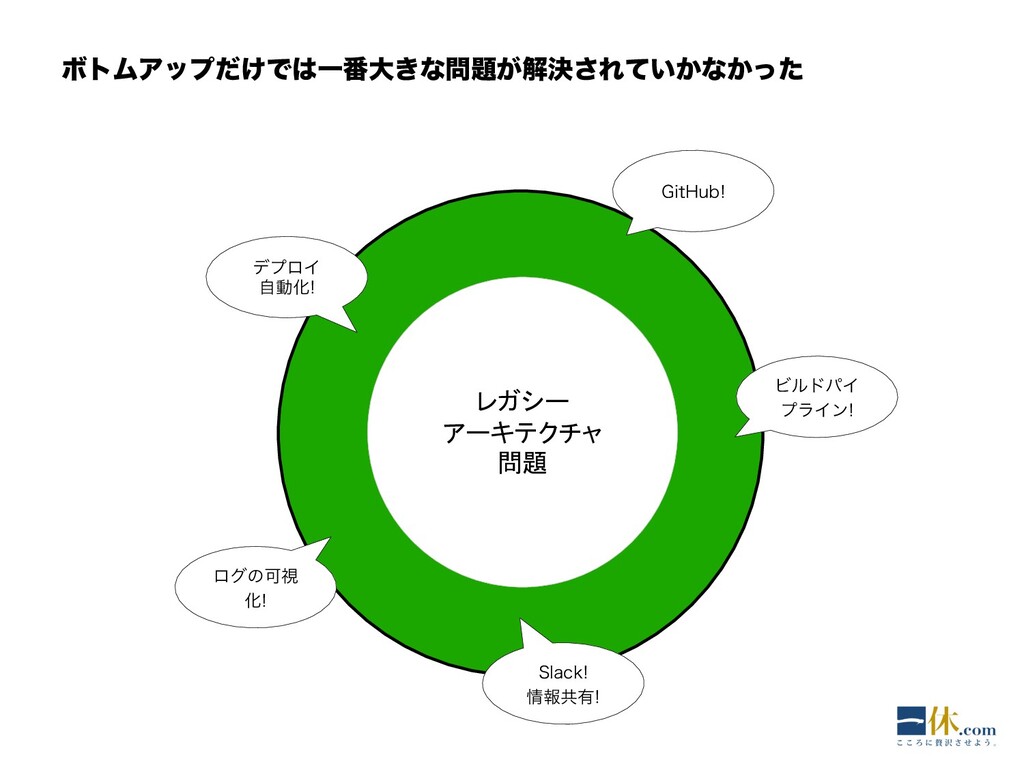 ボトムアップだけでは一番大きな問題が解決されていかなかった
GitHub!
デプロイ
自動化!
ビルドパイ
プライン!
レガシー
アーキテクチャ
問題
ログの可視
化!
Slack!
情報共有!
一休.com
こころに贅沢させよう。